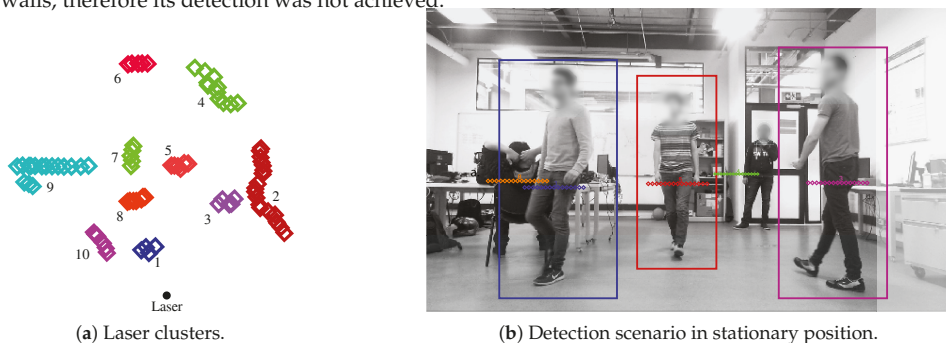 walls, therefore its detection was not achieved.
6
4
7
5
9
8
3
2
10
1
Laser
(a) Laser clusters.
(b) Detection scenario in stationary position.